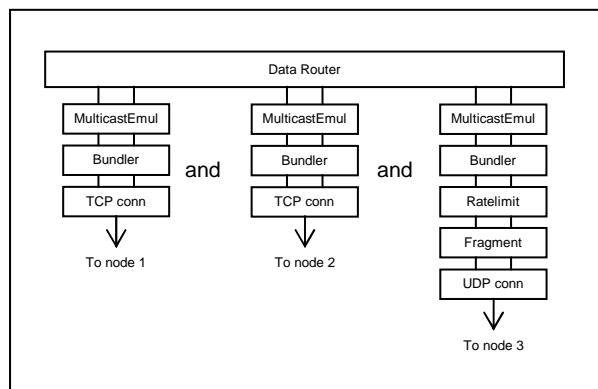 Data Router
MulticastEmul MulticastEmul MulticastEmul
Bundler and Bundler and Bundler
TCP conn TCP conn Ratelimit
To node 1 To node 2 Fragment
UDP conn
To node 3